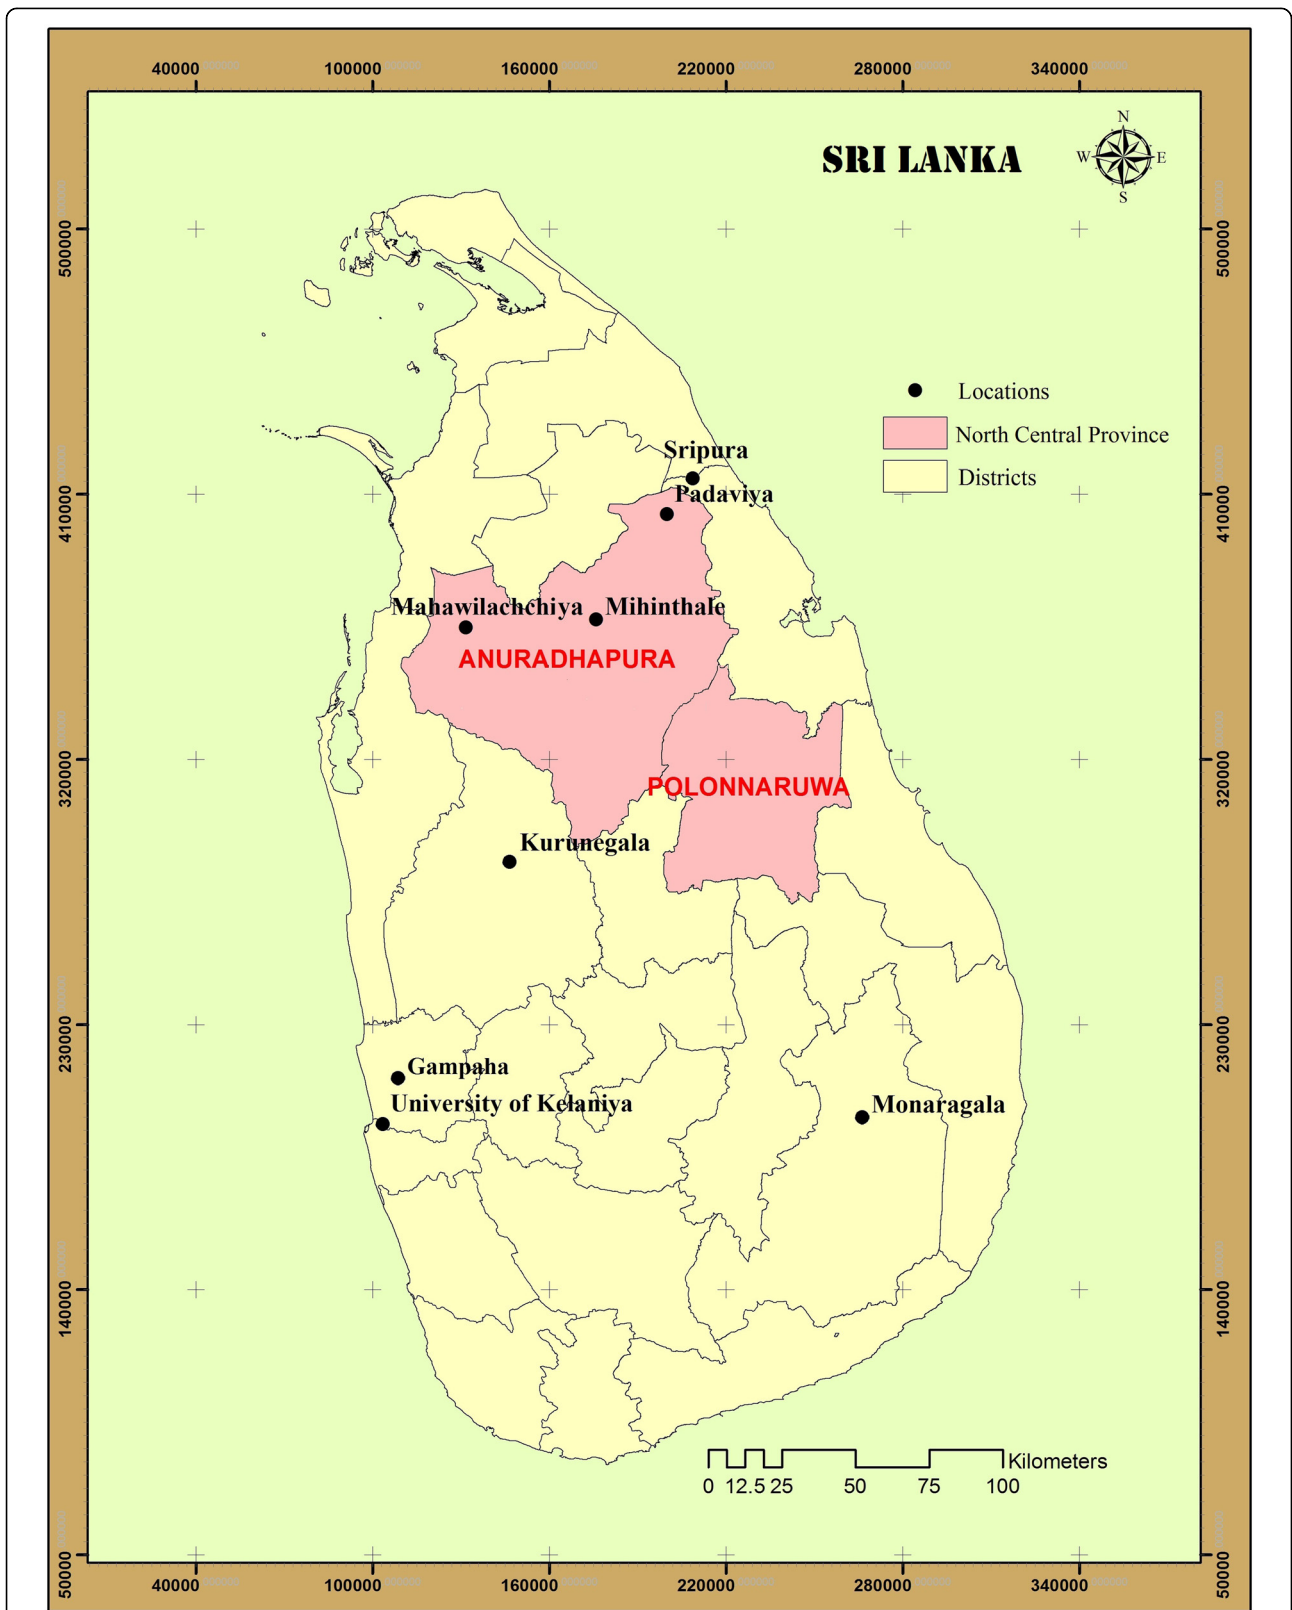 40000 100000 160000 220000 280000 340000
N
W E
S
SRI LANKA
500000 500000
Locations
North Central Province
Districts
Sripura
410000 410000
Padaviya
Mahawilachchiya Mihinthale
ANURADHAPURA
320000 320000
POLONNARUWA
Kurunegala
230000 230000
Gampaha
University of Kelaniya
Monaragala
140000 140000
Kilometers
0 12.5 25 50 75 100
50000 50000
40000 100000 160000 220000 280000 340000